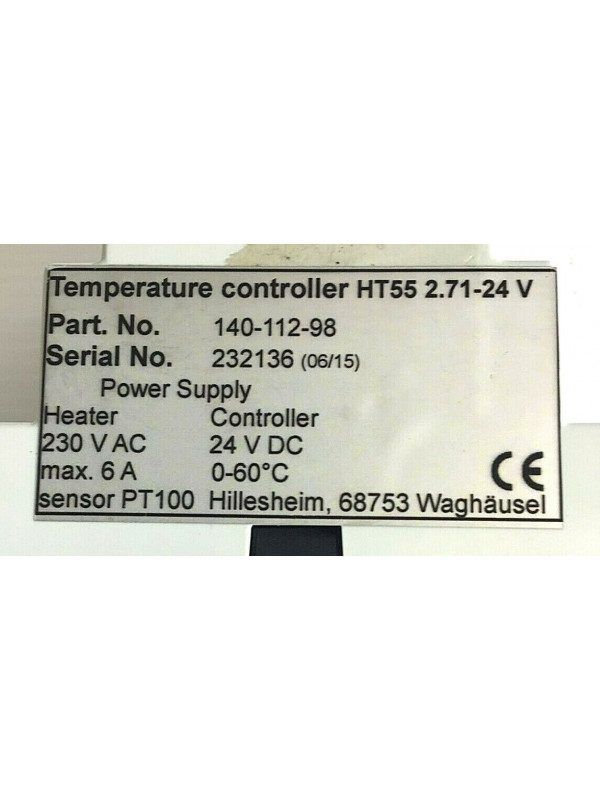 Temperature controller HT55 2.71-24 V
Part. No. 140-112-98
Serial No. 232136 (06/15)
Power Supply
Heater Controller
230 V AC 24 V DC
max. 6 A 0-60°C
CE
sensor PT100 Hillesheim, 68753 Waghäusel